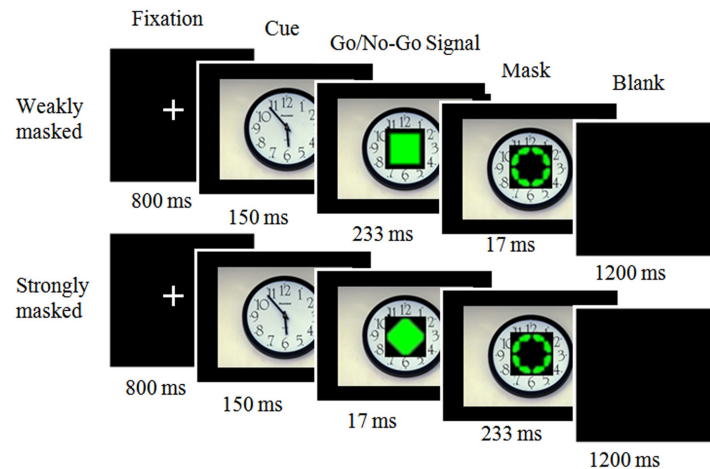 Fixation
Cue
Go/No-Go Signal
Mask
Blank
Weakly
masked
800 ms
150 ms
233 ms
17 ms
1200 ms
Strongly
masked
800 ms
150 ms
17 ms
233 ms
1200 ms